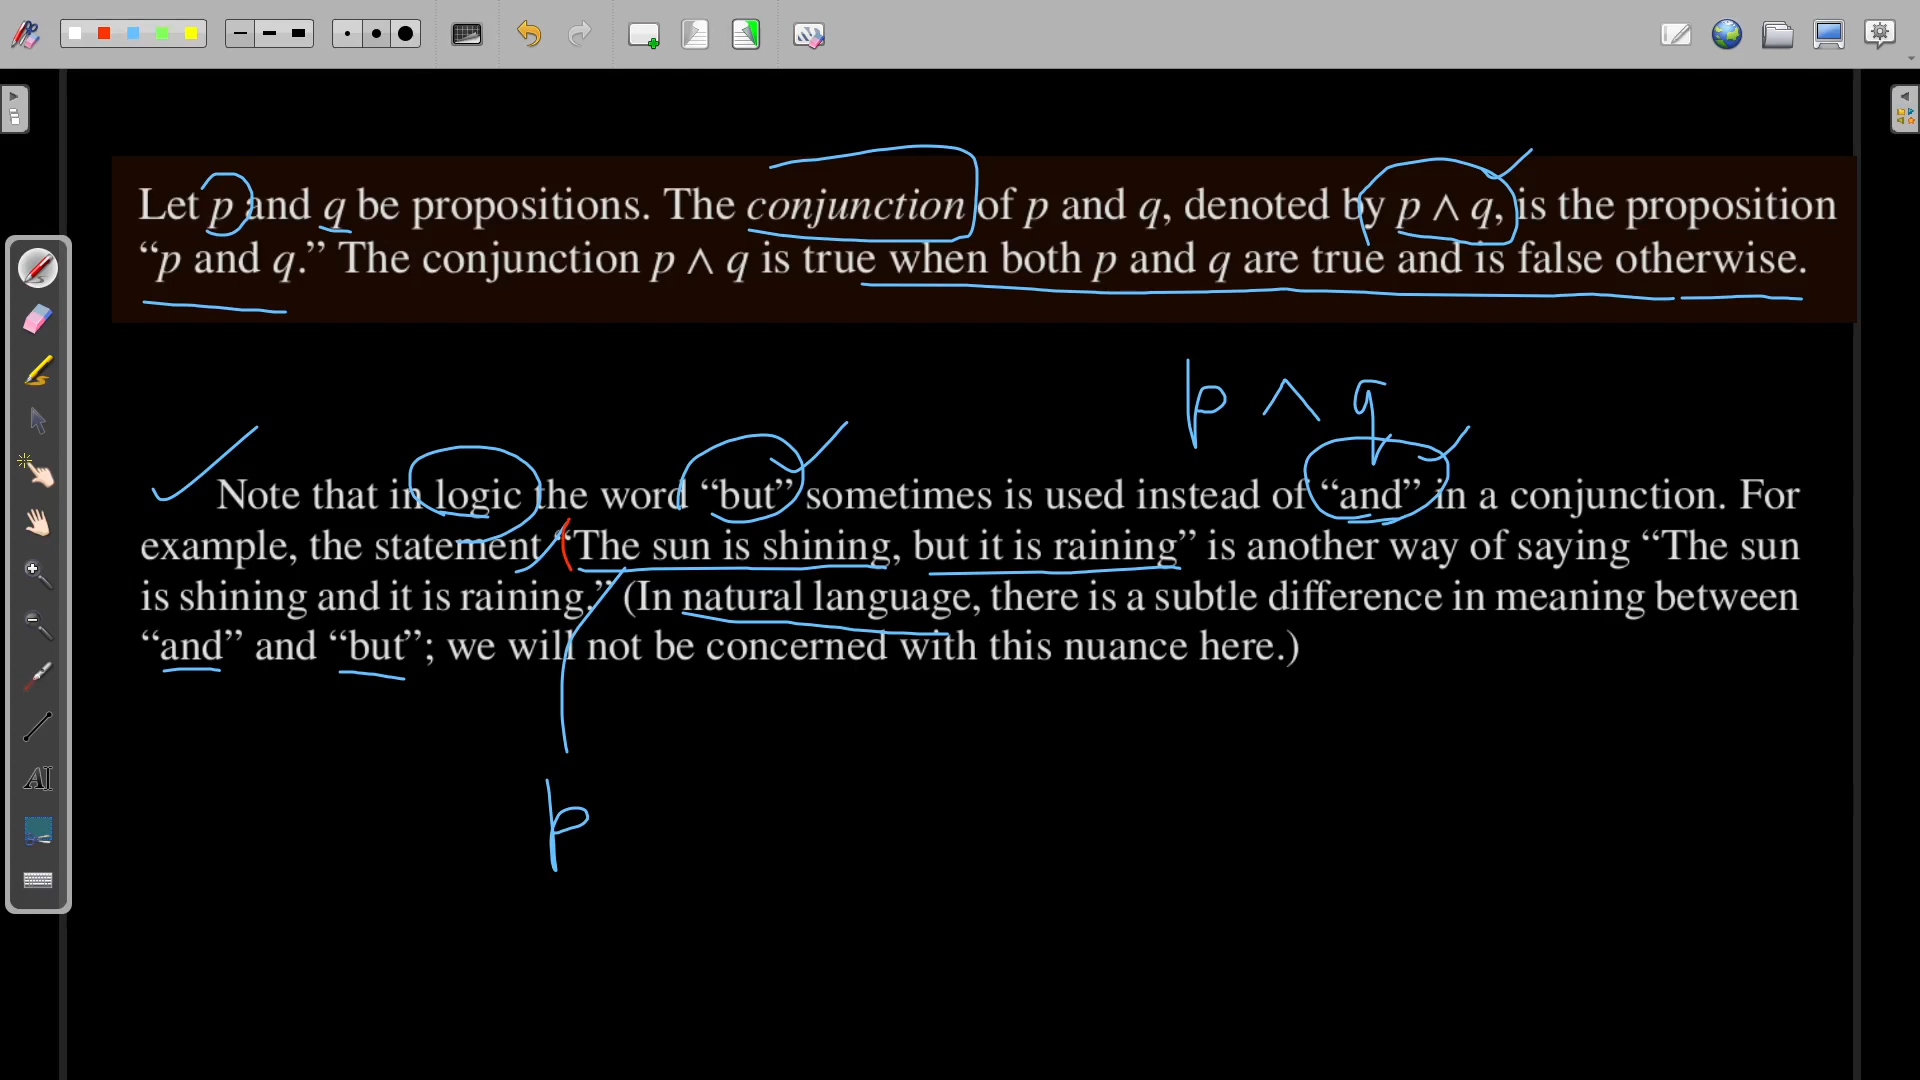 Let p and q be propositions. The conjunction of p and q, denoted by p ∧ q, is the proposition
“p and q.” The conjunction p ∧ q is true when both p and q are true and is false otherwise.
p ∧ q
Note that in logic the word “but” sometimes is used instead of “and” in a conjunction. For
example, the statement “The sun is shining, but it is raining” is another way of saying “The sun
is shining and it is raining.” (In natural language, there is a subtle difference in meaning between
“and” and “but”; we will not be concerned with this nuance here.)
p